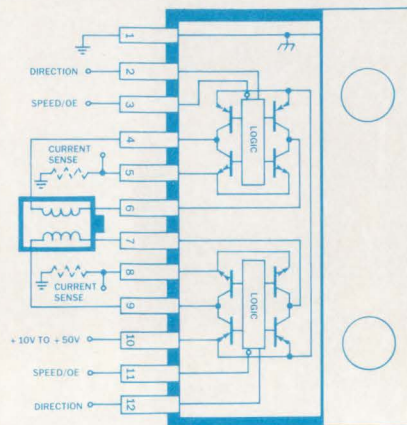 1
DIRECTION
2
SPEED/OE
3
4
CURRENT
SENSE
5
6
7
8
CURRENT
SENSE
9
+ 10V TO + 50V
10
SPEED/OE
11
DIRECTION
12
LOGIC
LOGIC